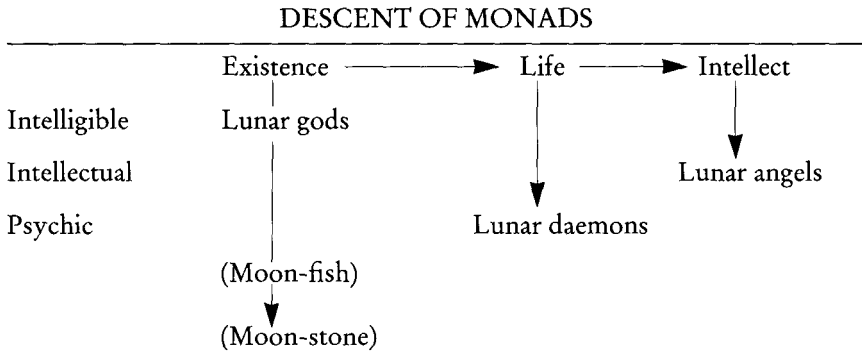 DESCENT OF MONADS
Existence Life Intellect
Intelligible Lunar gods
Intellectual Lunar angels
Psychic Lunar daemons
(Moon-fish)
(Moon-stone)